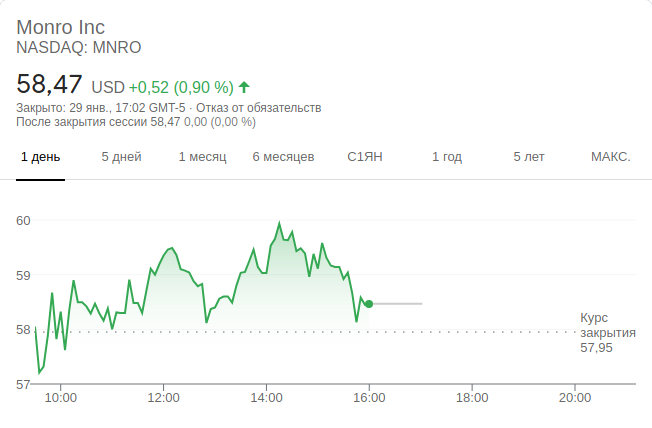 Monro Inc
NASDAQ: MNRO
58,47 USD +0,52 (0,90 %)
Закрыто: 29 янв., 17:02 GMT-5 · Отказ от обязательств
После закрытия сессии 58,47 0,00 (0,00 %)
1 день 5 дней 1 месяц 6 месяцев С1ЯН 1 год 5 лет МАКС.
60
59
58
57
Курс
закрытия
57,95
10:00 12:00 14:00 16:00 18:00 20:00